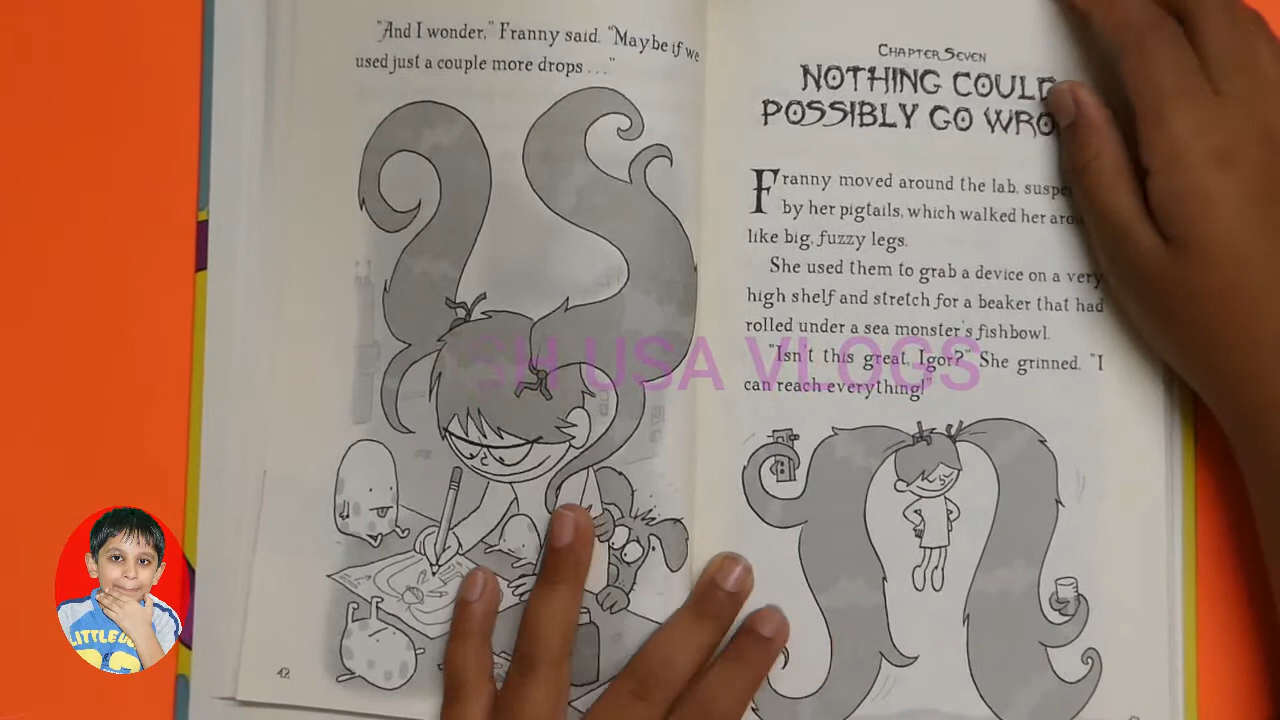 "And I wonder," Franny said. "Maybe if we
used just a couple more drops . . ."
42
CHAPTER SEVEN
NOTHING COULD
POSSIBLY GO
Franny moved around the lab,
by her pigtails, which walked her
like big, fuzzy legs.
She used them to grab a device on a very
high shelf and stretch for a beaker that had
rolled under a sea monster's fishbowl.
"Isn't this great, Igor?" She grinned. "I
can reach everything!"
SH USA VLOGS
LITTLE